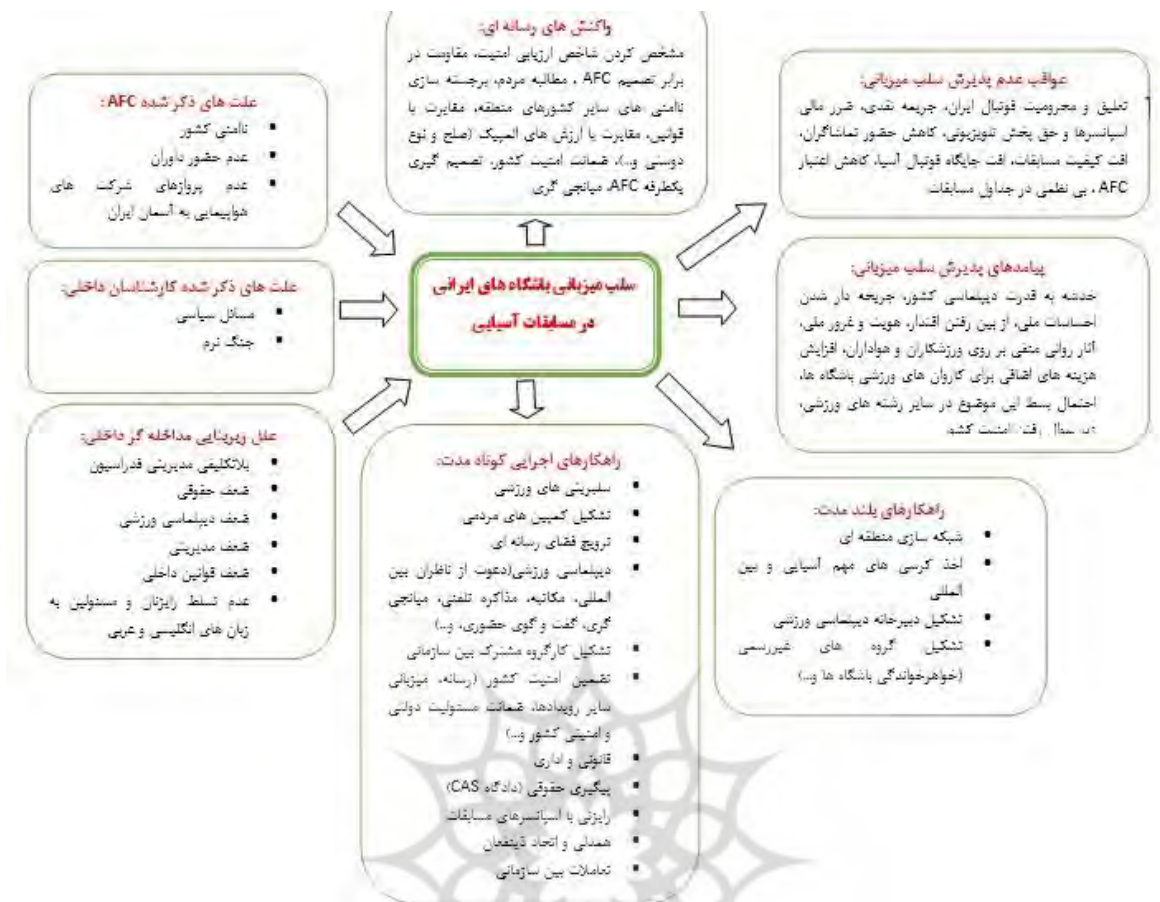 واکنش های رسانه ای:
مشخص کردن شاخص ارزیابی امنیت، مقاومت در
برابر تصمیم AFC ، مطالبه مردم، برجسته سازی
ناامنی های سایر کشورهای منطقه، مغایرت با
قوانین، مغایرت با ارزش های المپیک (صلح و نوع
دوستی و...)، ضمانت امنیت کشور، تصمیم گیری
یکطرفه AFC، میانجی گری
عواقب عدم پذیرش سلب میزبانی:
تعلیق و محرومیت فوتبال ایران، جریمه نقدی، ضرر مالی
اسپانسرها و حق پخش تلویزیونی، کاهش حضور تماشاگران،
افت کیفیت مسابقات، افت جایگاه فوتبال آسیا، کاهش اعتبار
AFC ، بی نظمی در جداول مسابقات
علت های ذکر شده AFC :
▪ ناامنی کشور
▪ عدم حضور داوران
▪ عدم پروازهای شرکت های
هواپیمایی به آسمان ایران
سلب میزبانی باشگاه های ایرانی
در مسابقات آسیایی
پیامدهای پذیرش سلب میزبانی:
خدشه به قدرت دیپلماسی کشور، جریحه دار شدن
احساسات ملی، از بین رفتن اقتدار، هویت و غرور ملی،
آثار روانی منفی بر روی ورزشکاران و هواداران، افزایش
هزینه های اضافی برای کاروان های ورزشی باشگاه ها،
احتمال بسط این موضوع در سایر رشته های ورزشی،
زیر سوال رفتن امنیت کشور
علت های ذکر شده کارشناسان داخلی:
▪ مسائل سیاسی
▪ جنگ نرم
علل زیربنایی مداخله گر داخلی:
▪ بلاتکلیفی مدیریتی فدراسیون
▪ ضعف حقوقی
▪ ضعف دیپلماسی ورزشی
▪ ضعف مدیریتی
▪ ضعف قوانین داخلی
▪ عدم تسلط رایزنان و مسئولین به
زبان های انگلیسی و عربی
راهکارهای اجرایی کوتاه مدت:
▪ سلبریتی های ورزشی
▪ تشکیل کمپین های مردمی
▪ ترویج فضای رسانه ای
▪ دیپلماسی ورزشی(دعوت از ناظران بین
المللی، مکاتبه، مذاکره تلفنی، میانجی
گری، گفت و گوی حضوری، و...)
▪ تشکیل کارگروه مشترک بین سازمانی
▪ تضمین امنیت کشور (رسانه، میزبانی
سایر رویدادها، ضمانت مسئولیت دولتی
و امنیتی کشور و...)
▪ قانونی و اداری
▪ پیگیری حقوقی (دادگاه CAS)
▪ رایزنی با اسپانسرهای مسابقات
▪ همدلی و اتحاد ذینفعان
▪ تعاملات بین سازمانی
راهکارهای بلند مدت:
▪ شبکه سازی منطقه ای
▪ اخذ کرسی های مهم آسیایی و بین
المللی
▪ تشکیل دبیرخانه دیپلماسی ورزشی
▪ تشکیل گروه های غیررسمی
(خواهرخواندگی باشگاه ها و...)